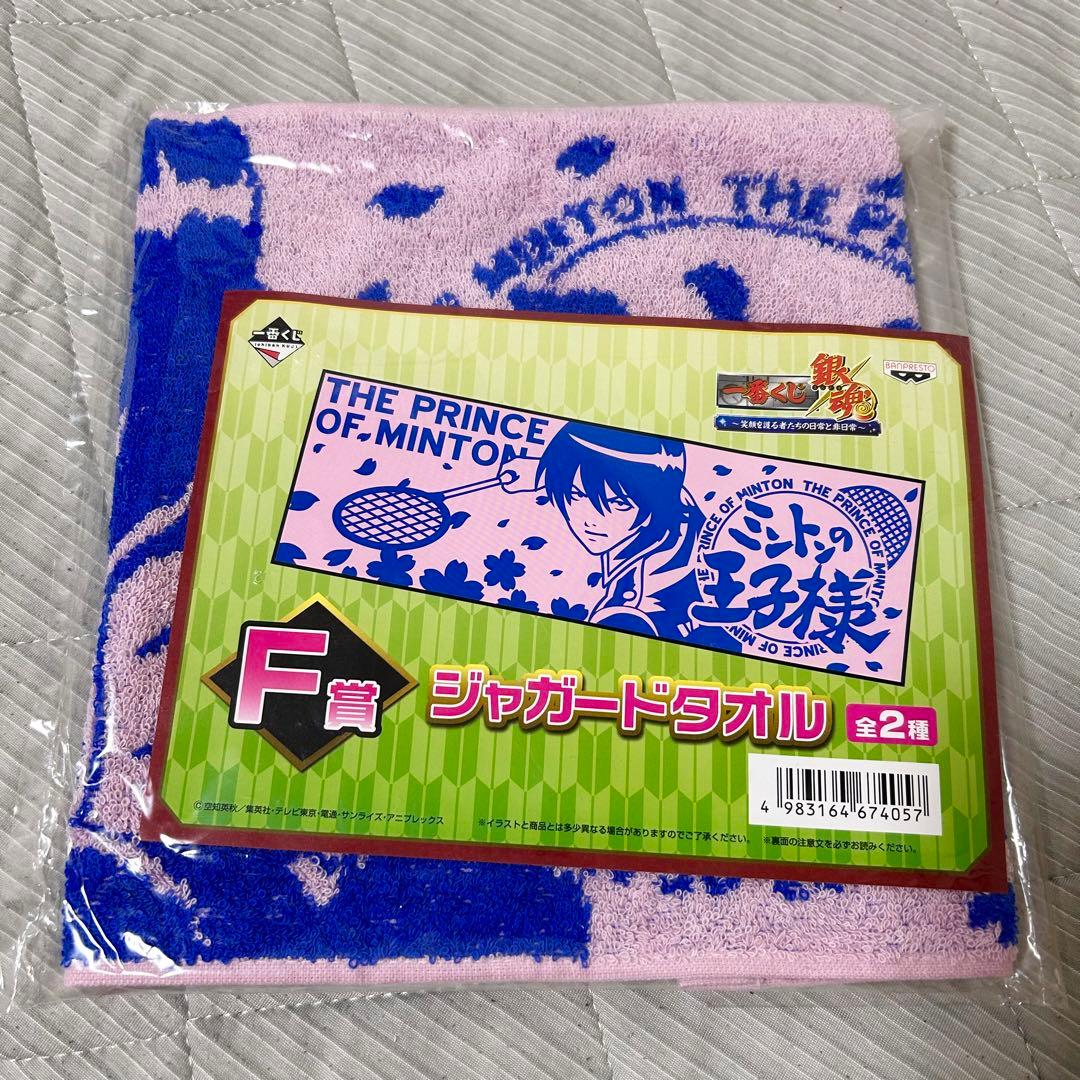 MINTON THE P
一番くじ
Ichiban KUJI
一番くじ 銀魂
～笑顔を護る者たちの日常と非日常～
BANPRESTO
THE PRINCE
OF MINTON
PRINCE OF MINTON THE PRINCE OF MINTO
ミントンの
王子様
PRINCE OF MIN
F賞
ジャガードタオル
全2種
4 983164 674057
©空知英秋／集英社・テレビ東京・電通・サンライズ・アニプレックス
※イラストと商品とは多少異なる場合がありますのでご了承ください。 ※裏面の注意文を必ずお読みください。